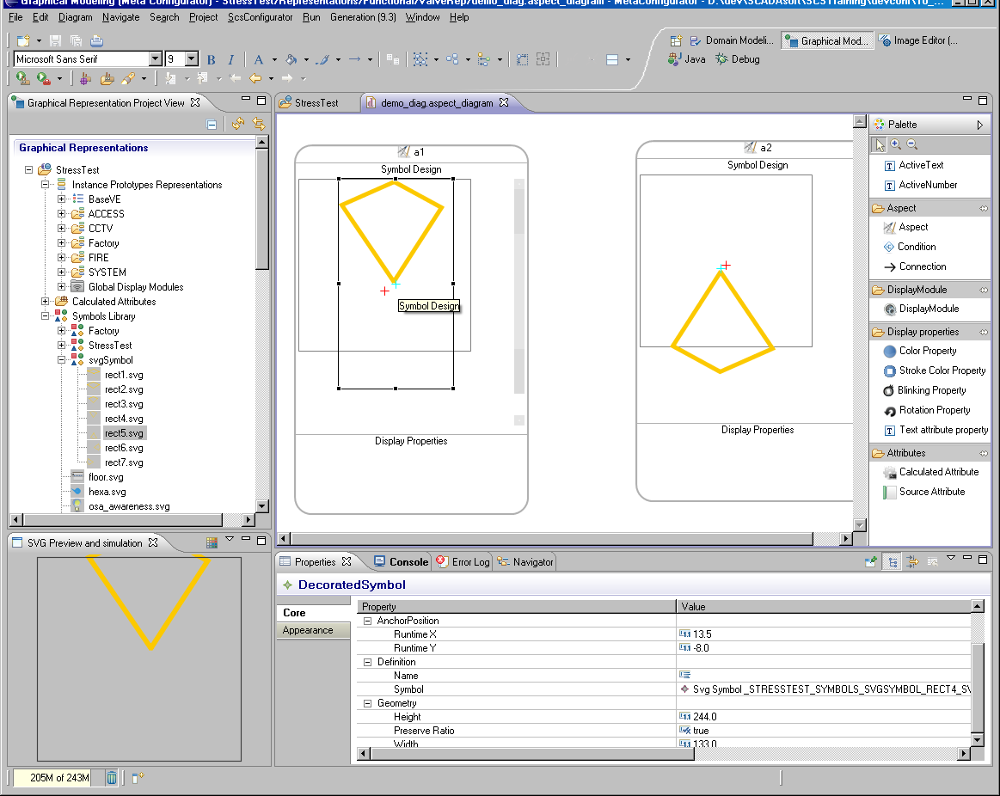 Graphical Modeling (Meta Configurator) - StressTest/Representations/Functional/ValveRep/demo_diag.aspect_diagram - MetaConfigurator
File Edit Diagram Navigate Search Project ScsConfigurator Run Generation (9.3) Window Help
Domain Modeli...
Graphical Mod...
Image Editor (...
Microsoft Sans Serif
9
B I A
Java
Debug
Graphical Representation Project View
StressTest
demo_diag.aspect_diagram
Graphical Representations
StressTest
Instance Prototypes Representations
BaseVE
ACCESS
CCTV
Factory
FIRE
SYSTEM
Global Display Modules
Calculated Attributes
Symbols Library
Factory
StressTest
svgSymbol
rect1.svg
rect2.svg
rect3.svg
rect4.svg
rect5.svg
rect6.svg
rect7.svg
floor.svg
hexa.svg
osa_awareness.svg
a1
Symbol Design
Symbol Design
Display Properties
a2
Symbol Design
Display Properties
Palette
ActiveText
ActiveNumber
Aspect
Aspect
Condition
Connection
DisplayModule
DisplayModule
Display properties
Color Property
Stroke Color Property
Blinking Property
Rotation Property
Text attribute property
Attributes
Calculated Attribute
Source Attribute
SVG Preview and simulation
Properties
Console
Error Log
Navigator
DecoratedSymbol
Core
Appearance
Property Value
AnchorPosition
Runtime X 13.5
Runtime Y -8.0
Definition
Name
Symbol Svg Symbol _STRESSTEST_SYMBOLS_SVGSYMBOL_RECT4_SV
Geometry
Height 244.0
Preserve Ratio true
Width 133.0
205M of 243M